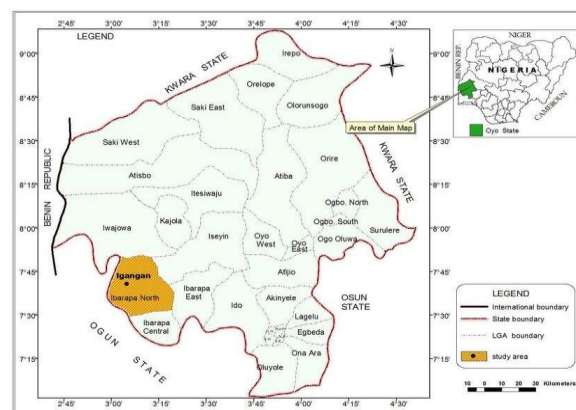 2°45' 3°00' 3°15' 3°30' 3°45' 4°00' 4°15' 4°30'
LEGEND
9°00'
8°45'
8°30'
8°15'
8°00'
7°45'
7°30'
7°15'
KWARA STATE
Irepo
Orelope
Saki East
Olorunsogo
Saki West
Atisbo
Atiba
Orire
KWARA STATE
BENIN REPUBLIC
Itesiwaju
Ogbo. North
Kajola
Ogbo. South
Iwajowa
Iseyin
Oyo West
Oyo East
Ogo Oluwa
Surulere
Igangan
Ibarapa North
Ibarapa East
Afijio
Ido
Akinyele
OSUN STATE
Ibarapa Central
Lagelu
Egbeda
Ona Ara
Oluyole
OGUN STATE
9°00'
8°45'
8°30'
8°15'
8°00'
7°45'
7°30'
7°15'
2°45' 3°00' 3°15' 3°30' 3°45' 4°00' 4°15' 4°30'
NIGER
BENIN REP.
NIGERIA
CAMEROUN
Area of Main Map
Oyo State
LEGEND
International boundary
State boundary
LGA boundary
study area
10 0 10 20 30 40 50
Kilometers